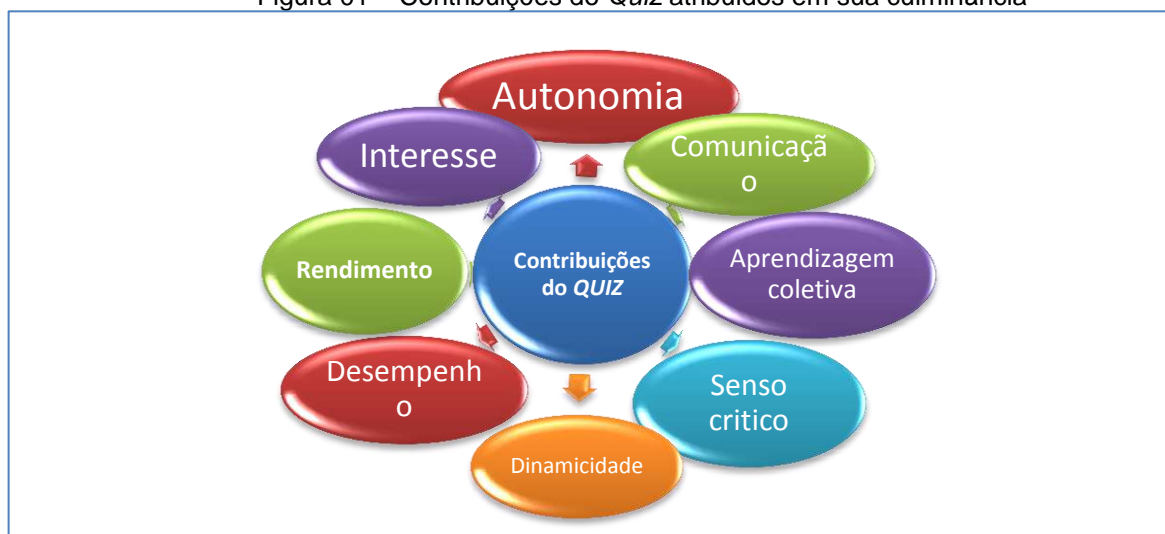 Figura 01 – Contribuições do Quiz atribuídos em sua culminância
Autonomia
Comunicaçã
o
Aprendizagem
coletiva
Senso
critico
Dinamicidade
Desempenh
o
Rendimento
Interesse
Contribuições
do QUIZ